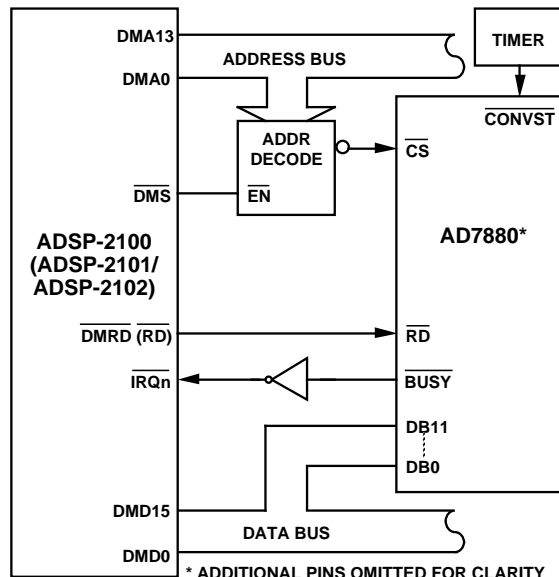 DMA13
TIMER
ADDRESS BUS
DMA0
CONVST
ADDR
DECODE
CS
DMS
EN
ADSP-2100
(ADSP-2101/
ADSP-2102)
AD7880*
DMRD (RD)
RD
IRQn
BUSY
DB11
DB0
DMD15
DATA BUS
DMD0
* ADDITIONAL PINS OMITTED FOR CLARITY